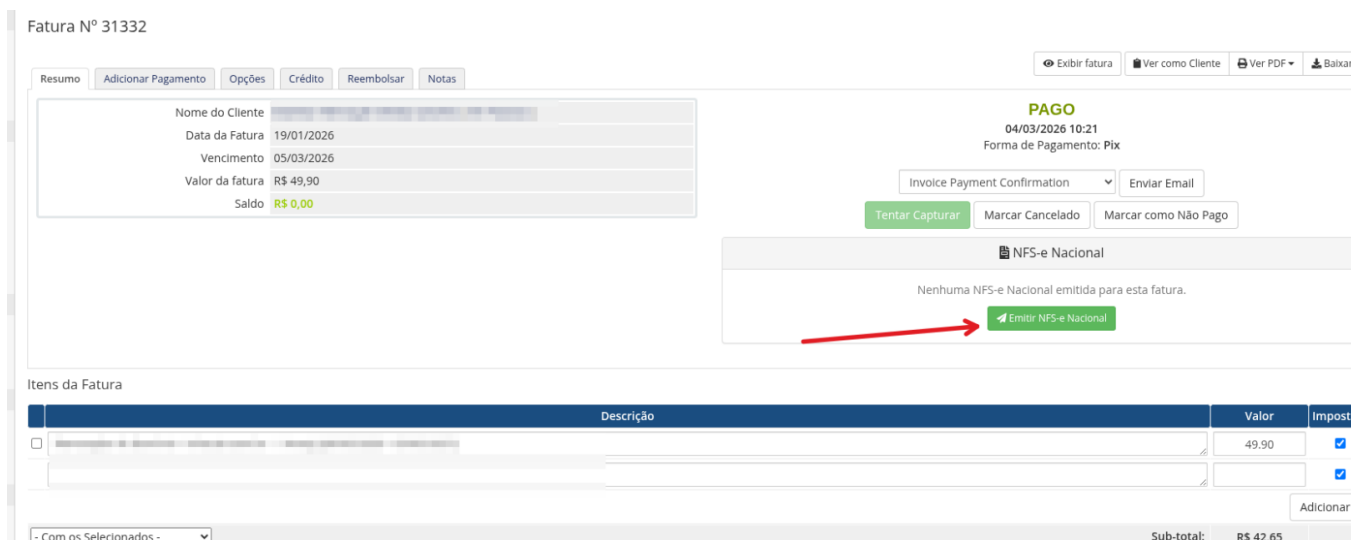 Fatura Nº 31332
Exibir fatura
Ver como Cliente
Ver PDF
Baixar
Resumo
Adicionar Pagamento
Opções
Crédito
Reembolsar
Notas
Nome do Cliente
Data da Fatura 19/01/2026
Vencimento 05/03/2026
Valor da fatura R$ 49,90
Saldo R$ 0,00
PAGO
04/03/2026 10:21
Forma de Pagamento: Pix
Invoice Payment Confirmation
Enviar Email
Tentar Capturar
Marcar Cancelado
Marcar como Não Pago
NFS-e Nacional
Nenhuma NFS-e Nacional emitida para esta fatura.
Emitir NFS-e Nacional
Itens da Fatura
Descrição Valor Impost
49.90
Adicionar
- Com os Selecionados -
Sub-total: R$ 42,65